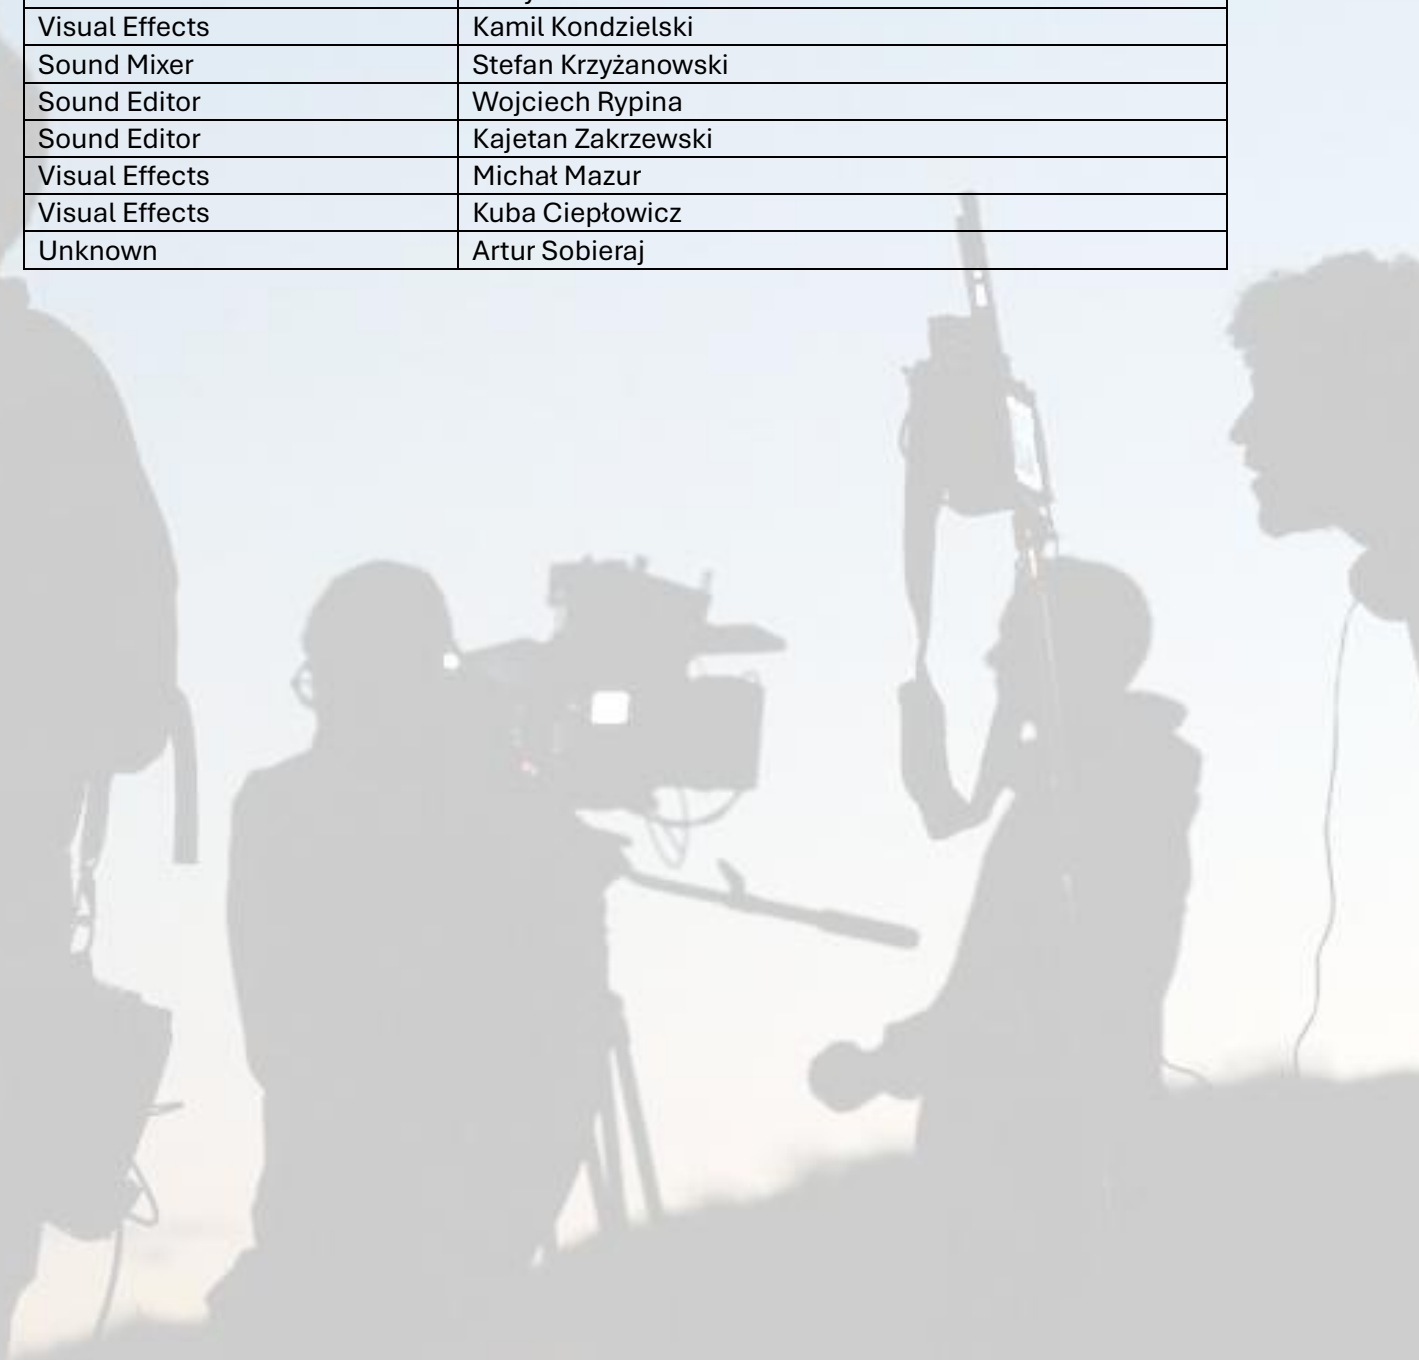 Visual Effects Kamil Kondzielski
Sound Mixer Stefan Krzyżanowski
Sound Editor Wojciech Rypina
Sound Editor Kajetan Zakrzewski
Visual Effects Michał Mazur
Visual Effects Kuba Ciepłowicz
Unknown Artur Sobieraj